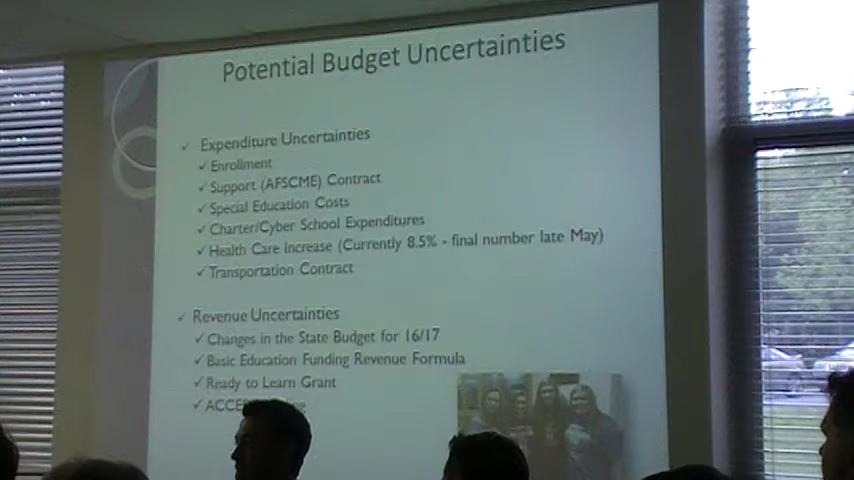 Potential Budget Uncertainties
✓ Expenditure Uncertainties
✓ Enrollment
✓ Support (AFSCME) Contract
✓ Special Education Costs
✓ Charter/Cyber School Expenditures
✓ Health Care Increase (Currently 8.5% - final number late May)
✓ Transportation Contract
✓ Revenue Uncertainties
✓ Changes in the State Budget for 16/17
✓ Basic Education Funding Revenue Formula
✓ Ready to Learn Grant
✓